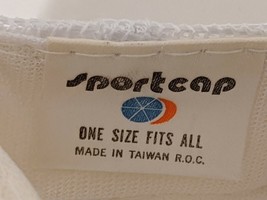 sportcap
ONE SIZE FITS ALL
MADE IN TAIWAN R.O.C.